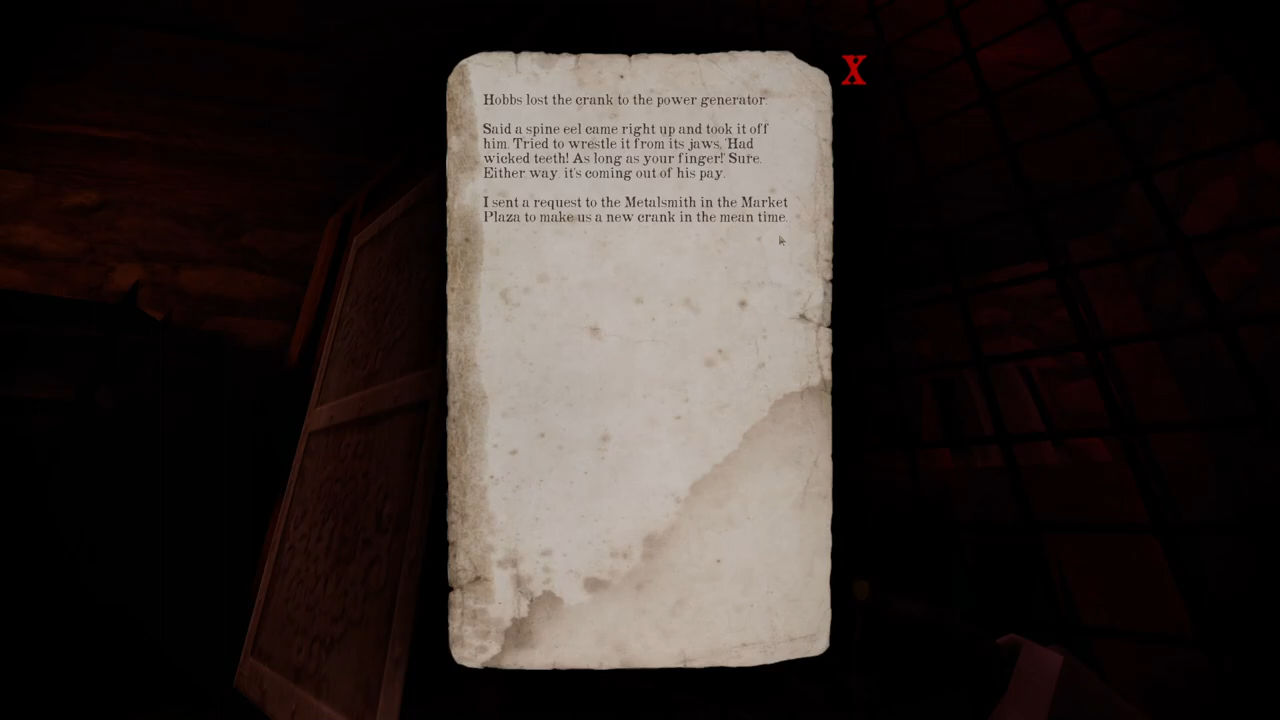 Hobbs lost the crank to the power generator.
Said a spine eel came right up and took it off
him. Tried to wrestle it from its jaws. 'Had
wicked teeth! As long as your finger!' Sure.
Either way, it's coming out of his pay.
I sent a request to the Metalsmith in the Market
Plaza to make us a new crank in the mean time.
X